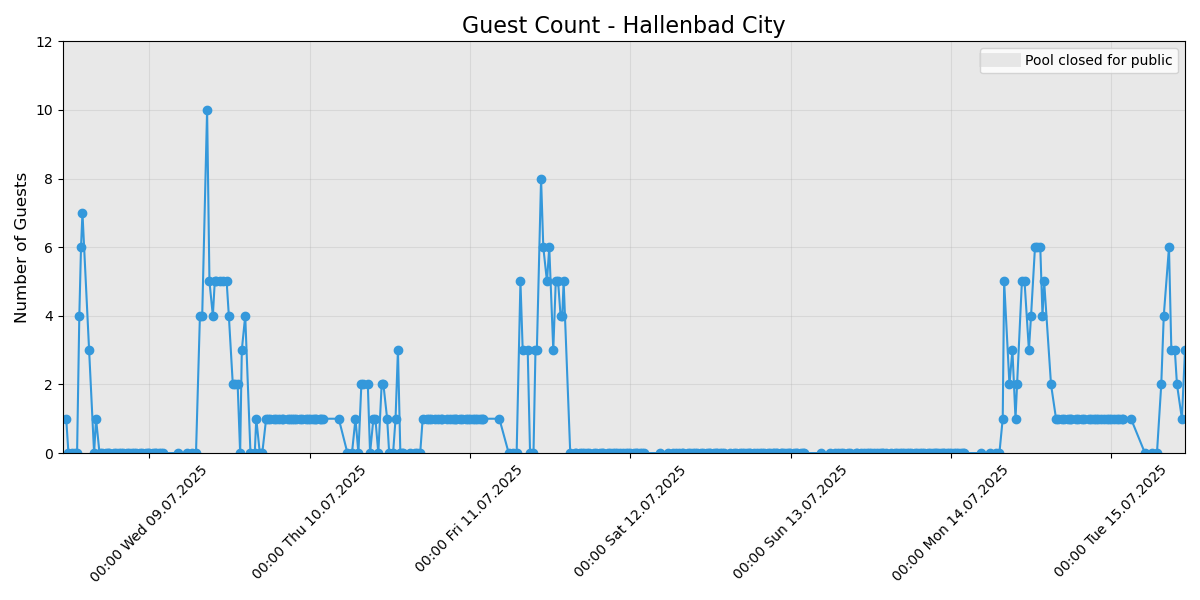 Guest Count - Hallenbad City
Pool closed for public
Number of Guests
12
10
8
6
4
2
0
00:00 Wed 09.07.2025
00:00 Thu 10.07.2025
00:00 Fri 11.07.2025
00:00 Sat 12.07.2025
00:00 Sun 13.07.2025
00:00 Mon 14.07.2025
00:00 Tue 15.07.2025